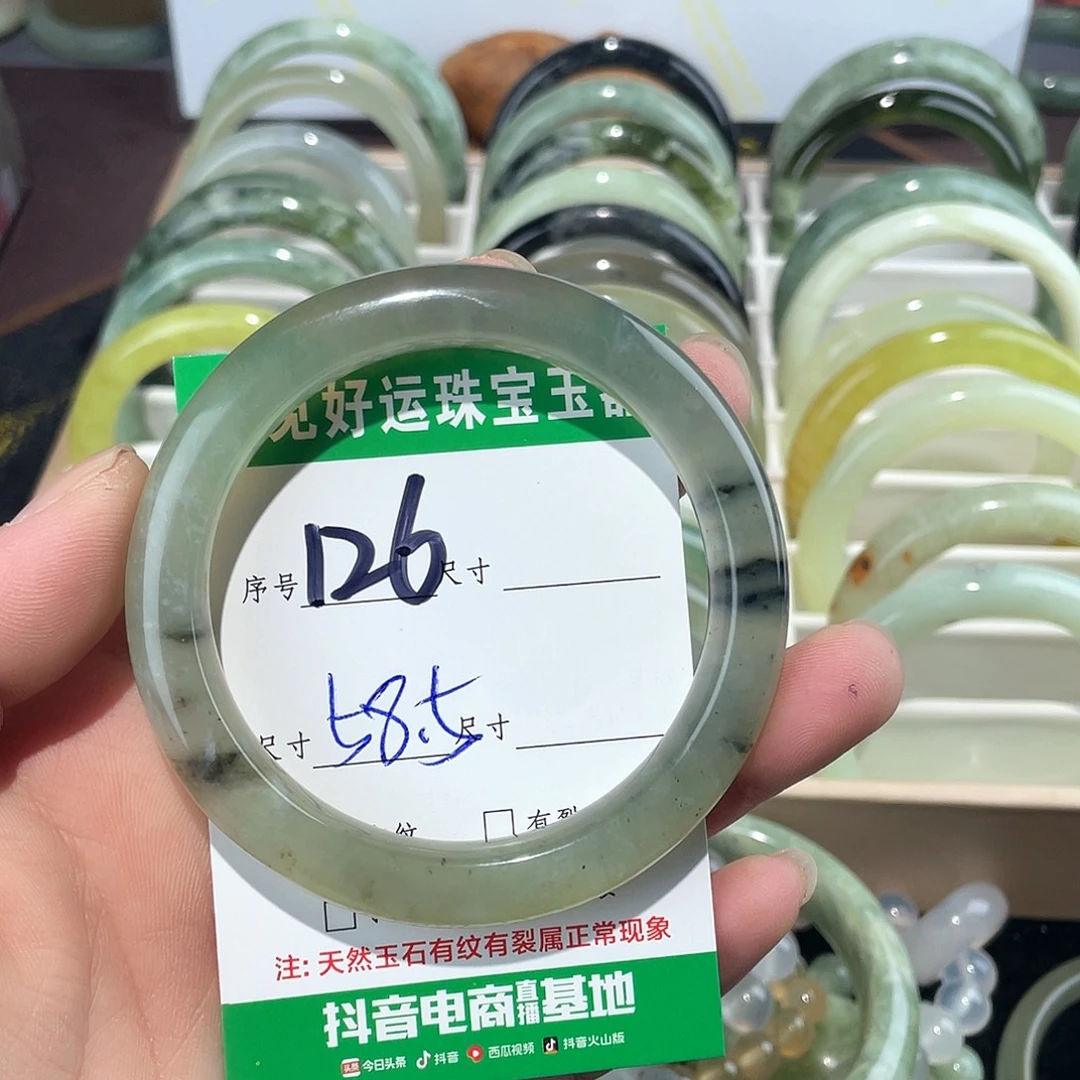 见好运珠宝玉器
序号 126 尺寸
尺寸 58.5 尺寸
纹 有裂
注: 天然玉石有纹有裂属正常现象
抖音电商直播基地
头条 今日头条 抖音 西瓜视频 抖音火山版